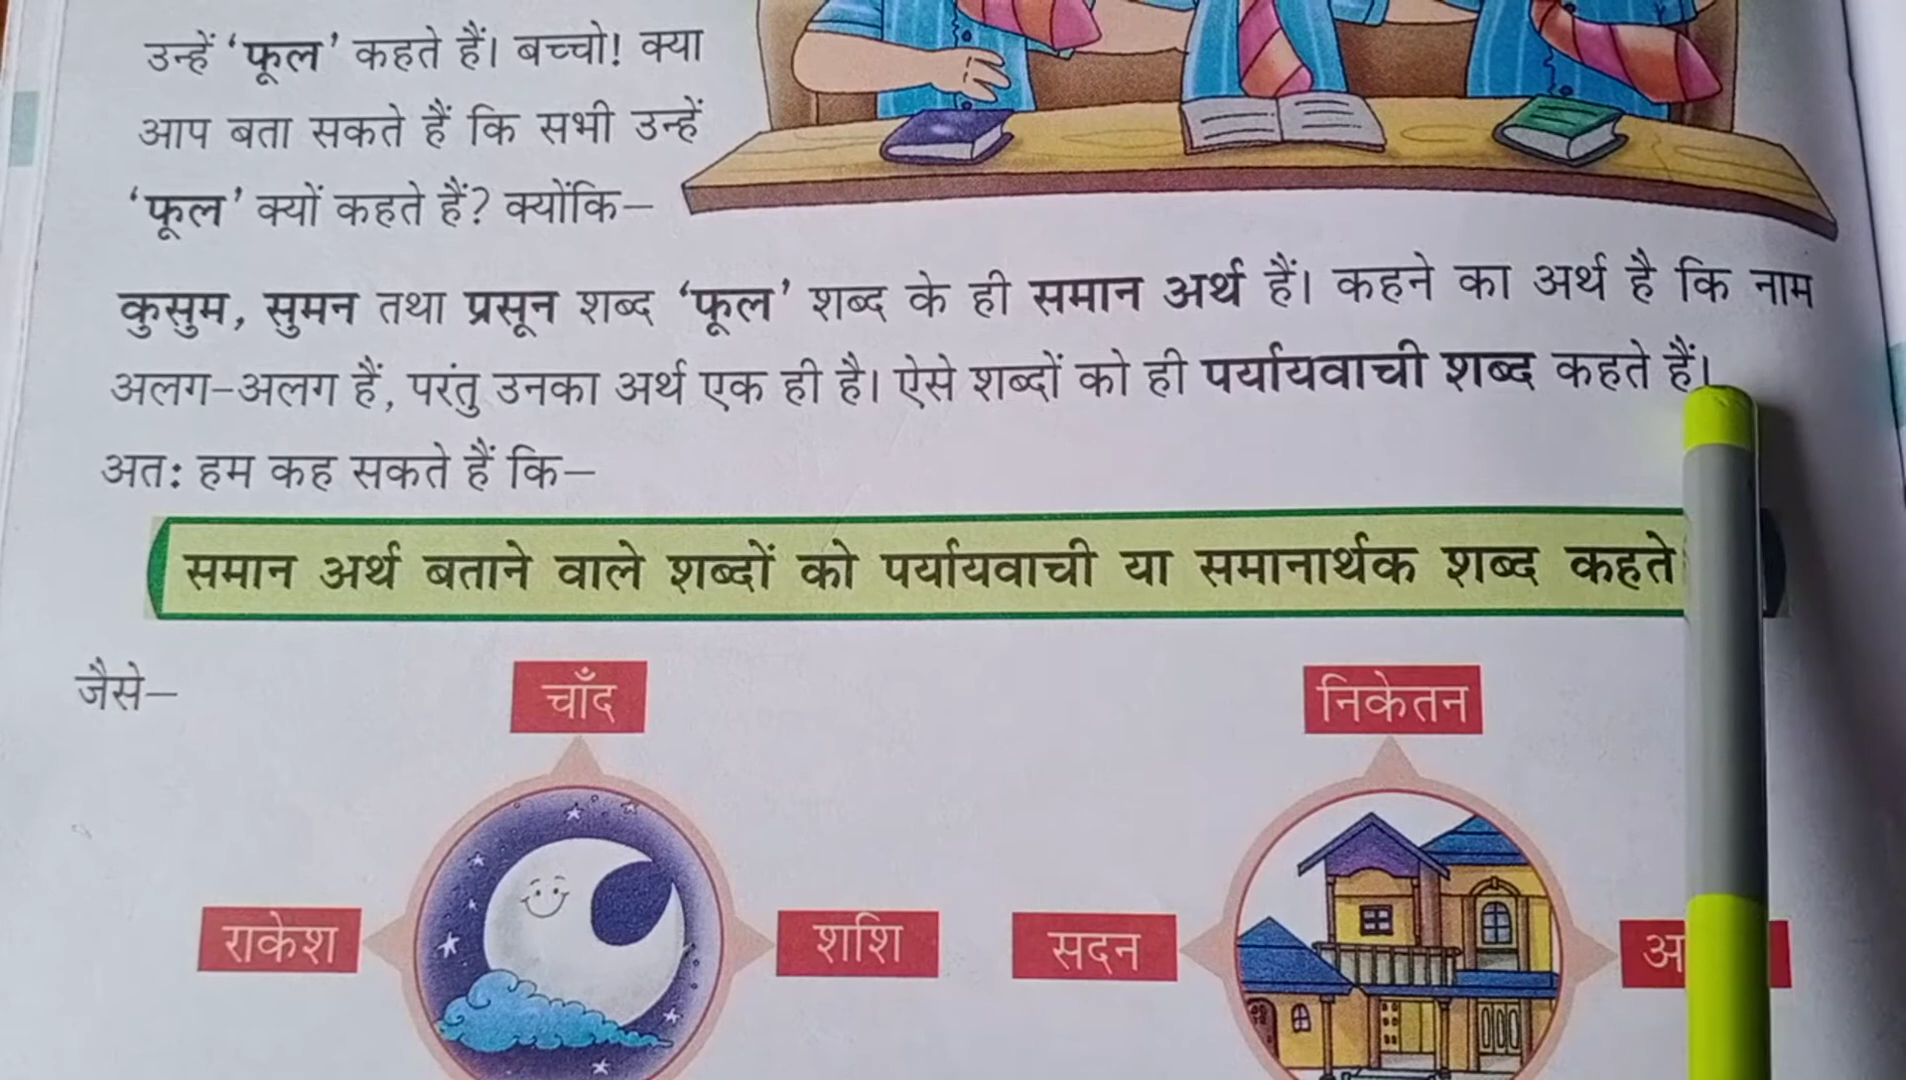 उन्हें ‘फूल’ कहते हैं। बच्चो! क्या
आप बता सकते हैं कि सभी उन्हें
‘फूल’ क्यों कहते हैं? क्योंकि–
कुसुम, सुमन तथा प्रसून शब्द ‘फूल’ शब्द के ही समान अर्थ हैं। कहने का अर्थ है कि नाम
अलग-अलग हैं, परंतु उनका अर्थ एक ही है। ऐसे शब्दों को ही पर्यायवाची शब्द कहते हैं।
अतः हम कह सकते हैं कि–
समान अर्थ बताने वाले शब्दों को पर्यायवाची या समानार्थक शब्द कहते
जैसे–
चाँद
निकेतन
राकेश
शशि
सदन